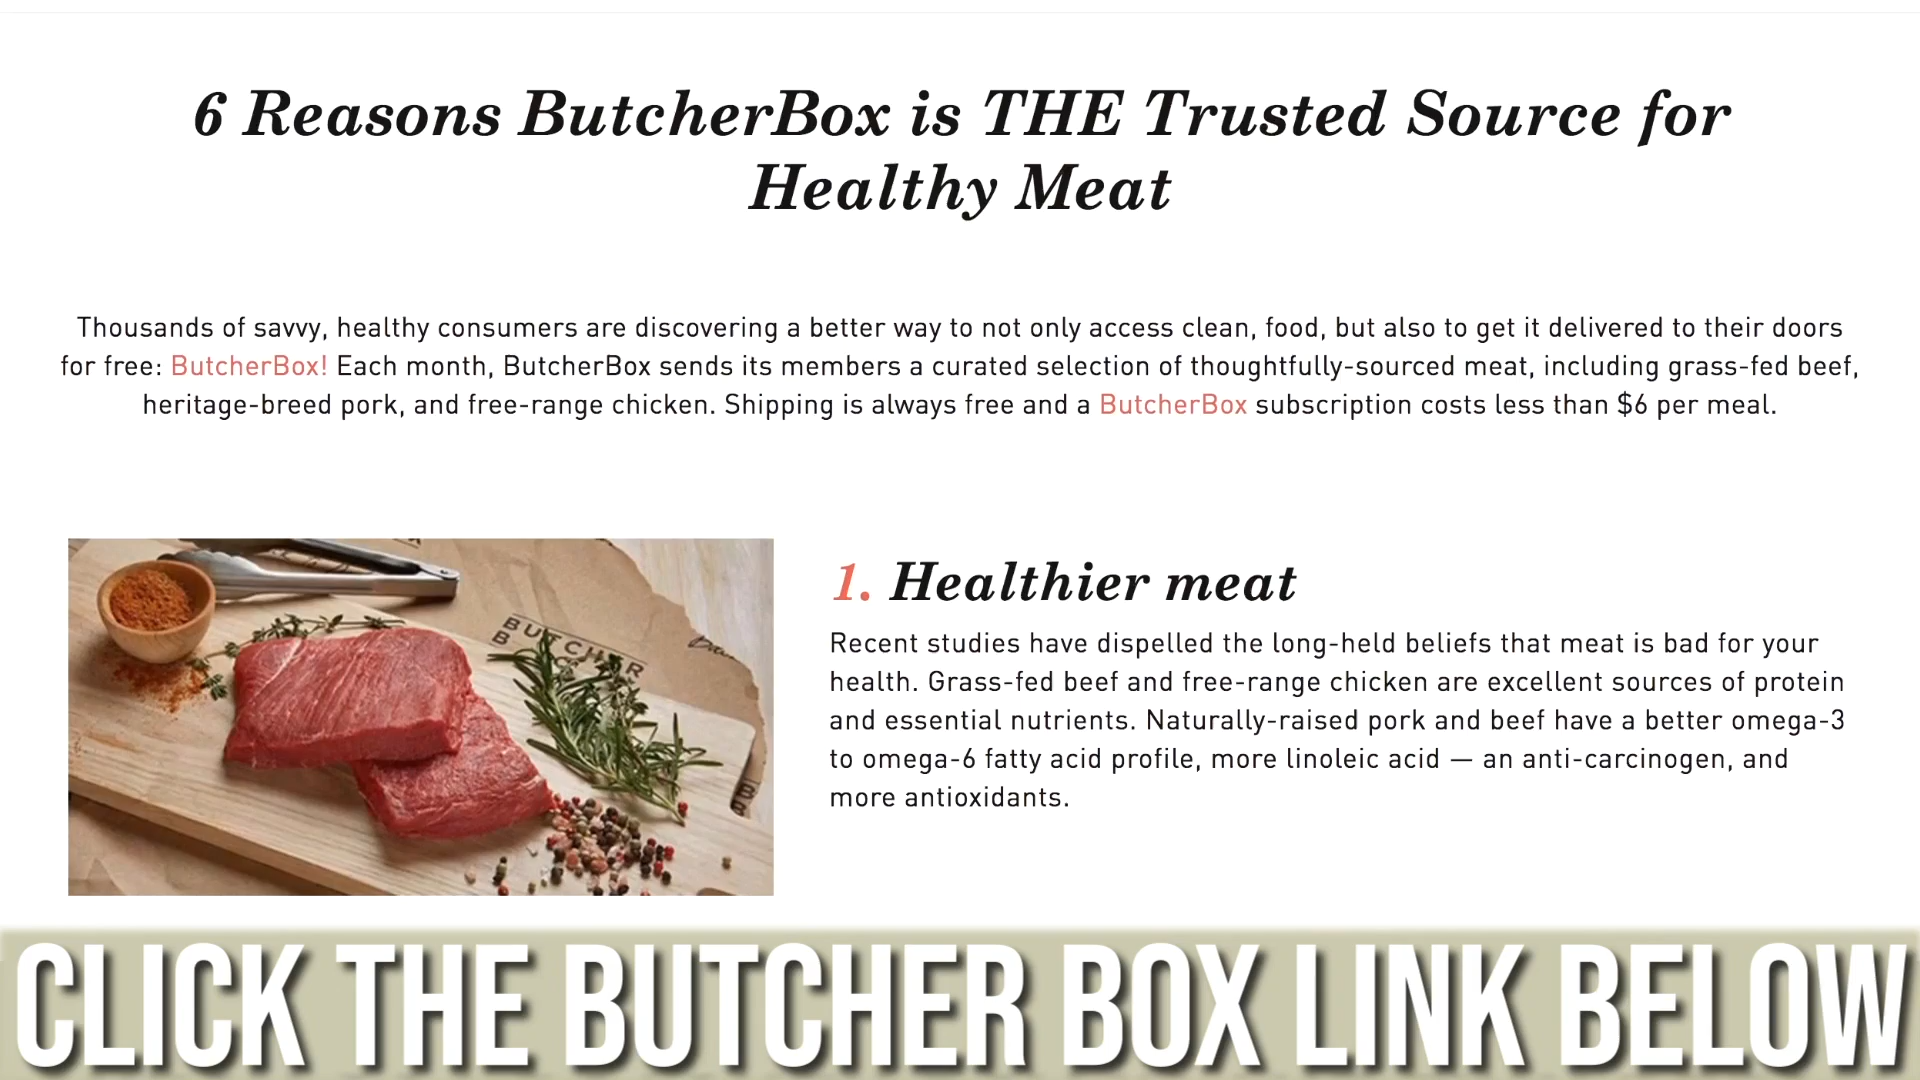 6 Reasons ButcherBox is THE Trusted Source for
Healthy Meat
Thousands of savvy, healthy consumers are discovering a better way to not only access clean, food, but also to get it delivered to their doors
for free: ButcherBox! Each month, ButcherBox sends its members a curated selection of thoughtfully-sourced meat, including grass-fed beef,
heritage-breed pork, and free-range chicken. Shipping is always free and a ButcherBox subscription costs less than $6 per meal.
BUTCHER
1. Healthier meat
Recent studies have dispelled the long-held beliefs that meat is bad for your
health. Grass-fed beef and free-range chicken are excellent sources of protein
and essential nutrients. Naturally-raised pork and beef have a better omega-3
to omega-6 fatty acid profile, more linoleic acid — an anti-carcinogen, and
more antioxidants.
CLICK THE BUTCHER BOX LINK BELOW